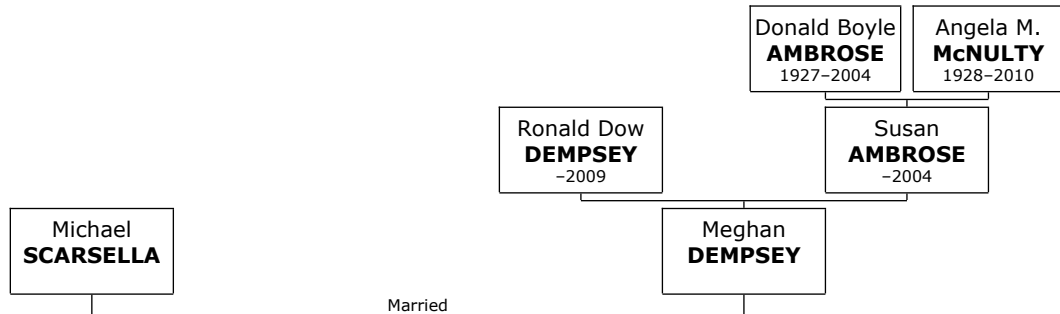 Donald Boyle
AMBROSE
1927–2004
Angela M.
McNULTY
1928–2010
Ronald Dow
DEMPSEY
–2009
Susan
AMBROSE
–2004
Michael
SCARSELLA
Meghan
DEMPSEY
Married